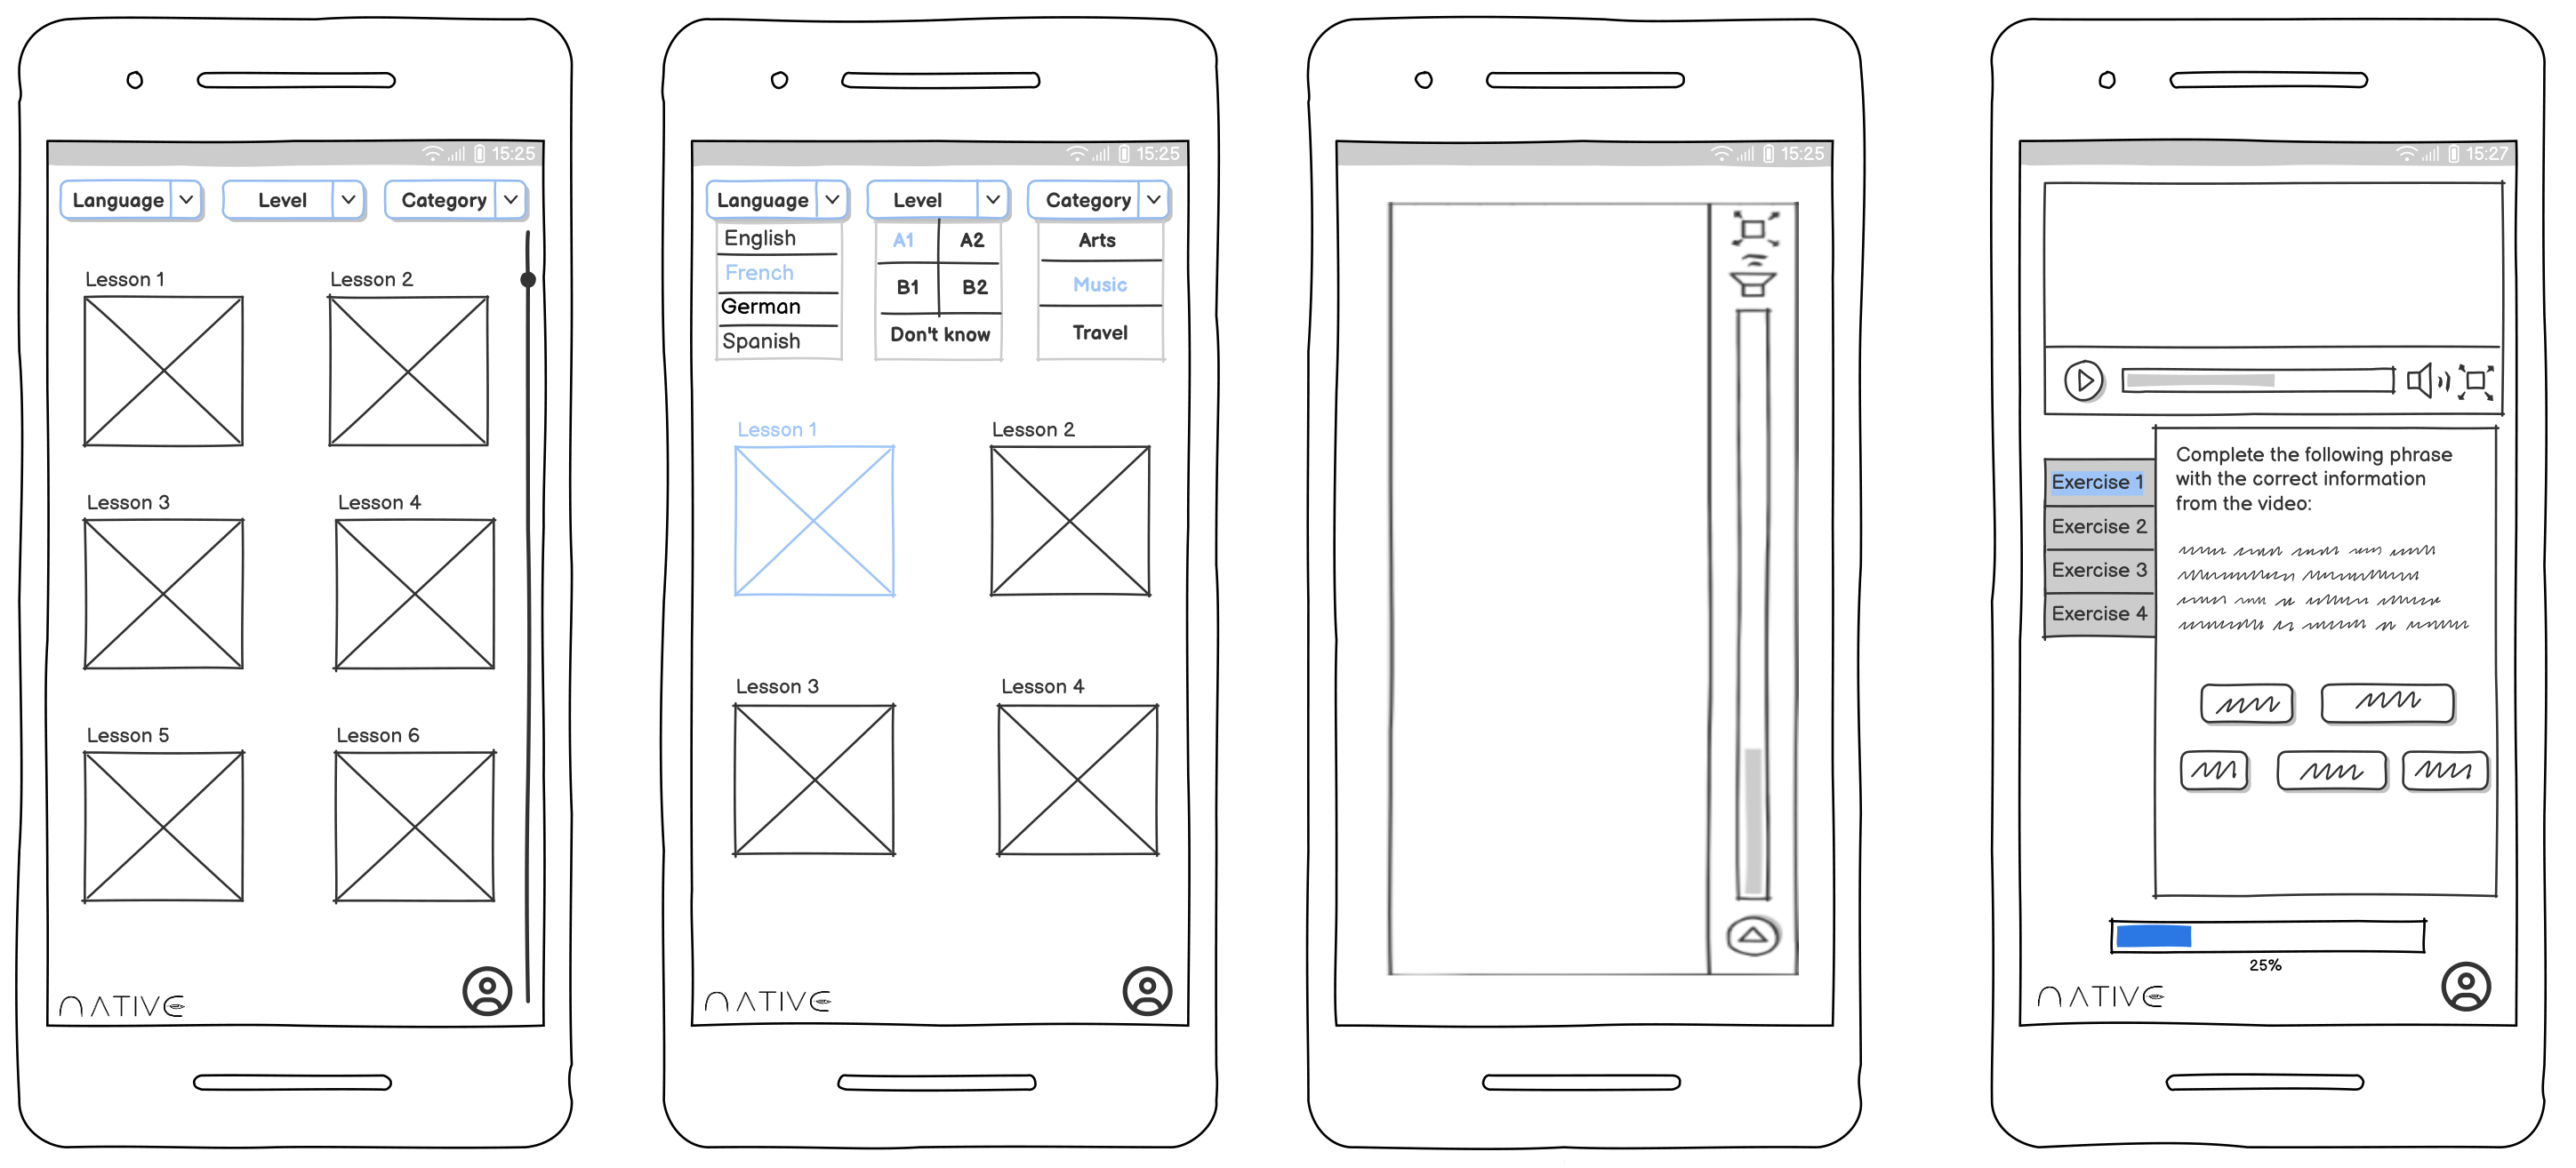 15:25
Language
Level
Category
Lesson 1
Lesson 2
Lesson 3
Lesson 4
Lesson 5
Lesson 6
NATIVE
15:25
Language
Level
Category
English
French
German
Spanish
A1
A2
B1
B2
Don't know
Arts
Music
Travel
Lesson 1
Lesson 2
Lesson 3
Lesson 4
NATIVE
15:25
15:27
Exercise 1
Exercise 2
Exercise 3
Exercise 4
Complete the following phrase
with the correct information
from the video:
25%
NATIVE